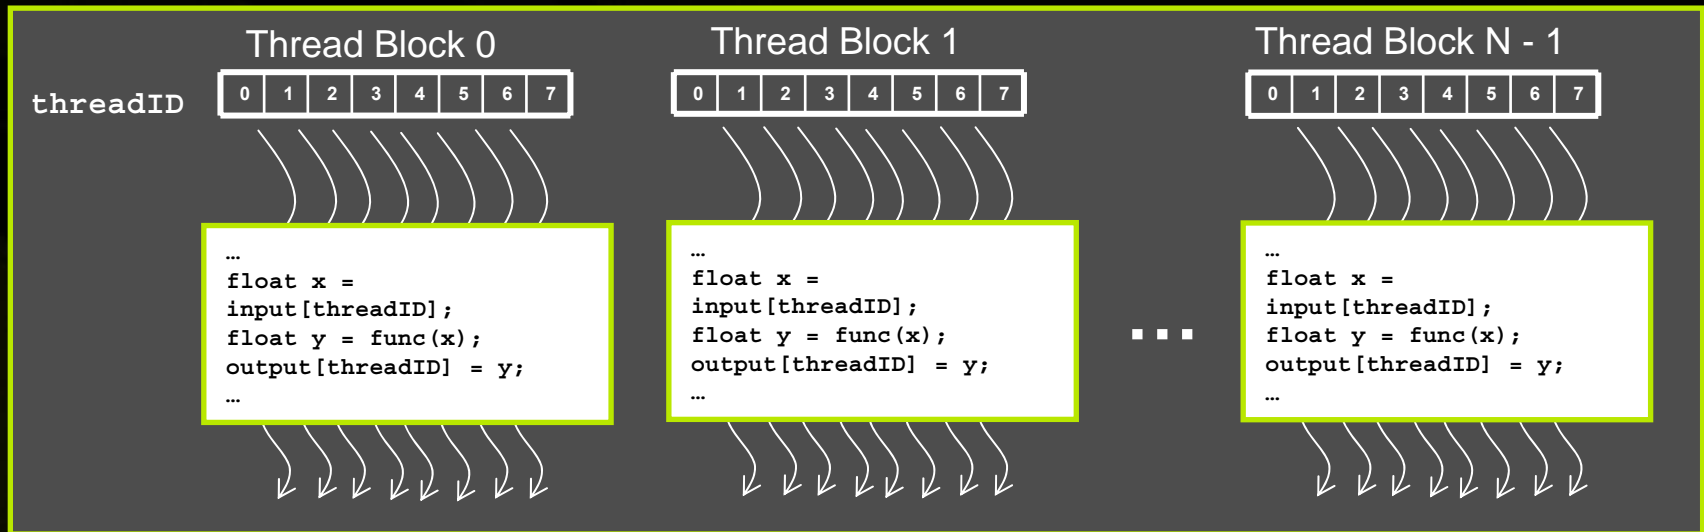 Thread Block 0
Thread Block 1
Thread Block N - 1
threadID
0 1 2 3 4 5 6 7
0 1 2 3 4 5 6 7
0 1 2 3 4 5 6 7
…
float x =
input[threadID];
float y = func(x);
output[threadID] = y;
…
…
float x =
input[threadID];
float y = func(x);
output[threadID] = y;
…
...
…
float x =
input[threadID];
float y = func(x);
output[threadID] = y;
…